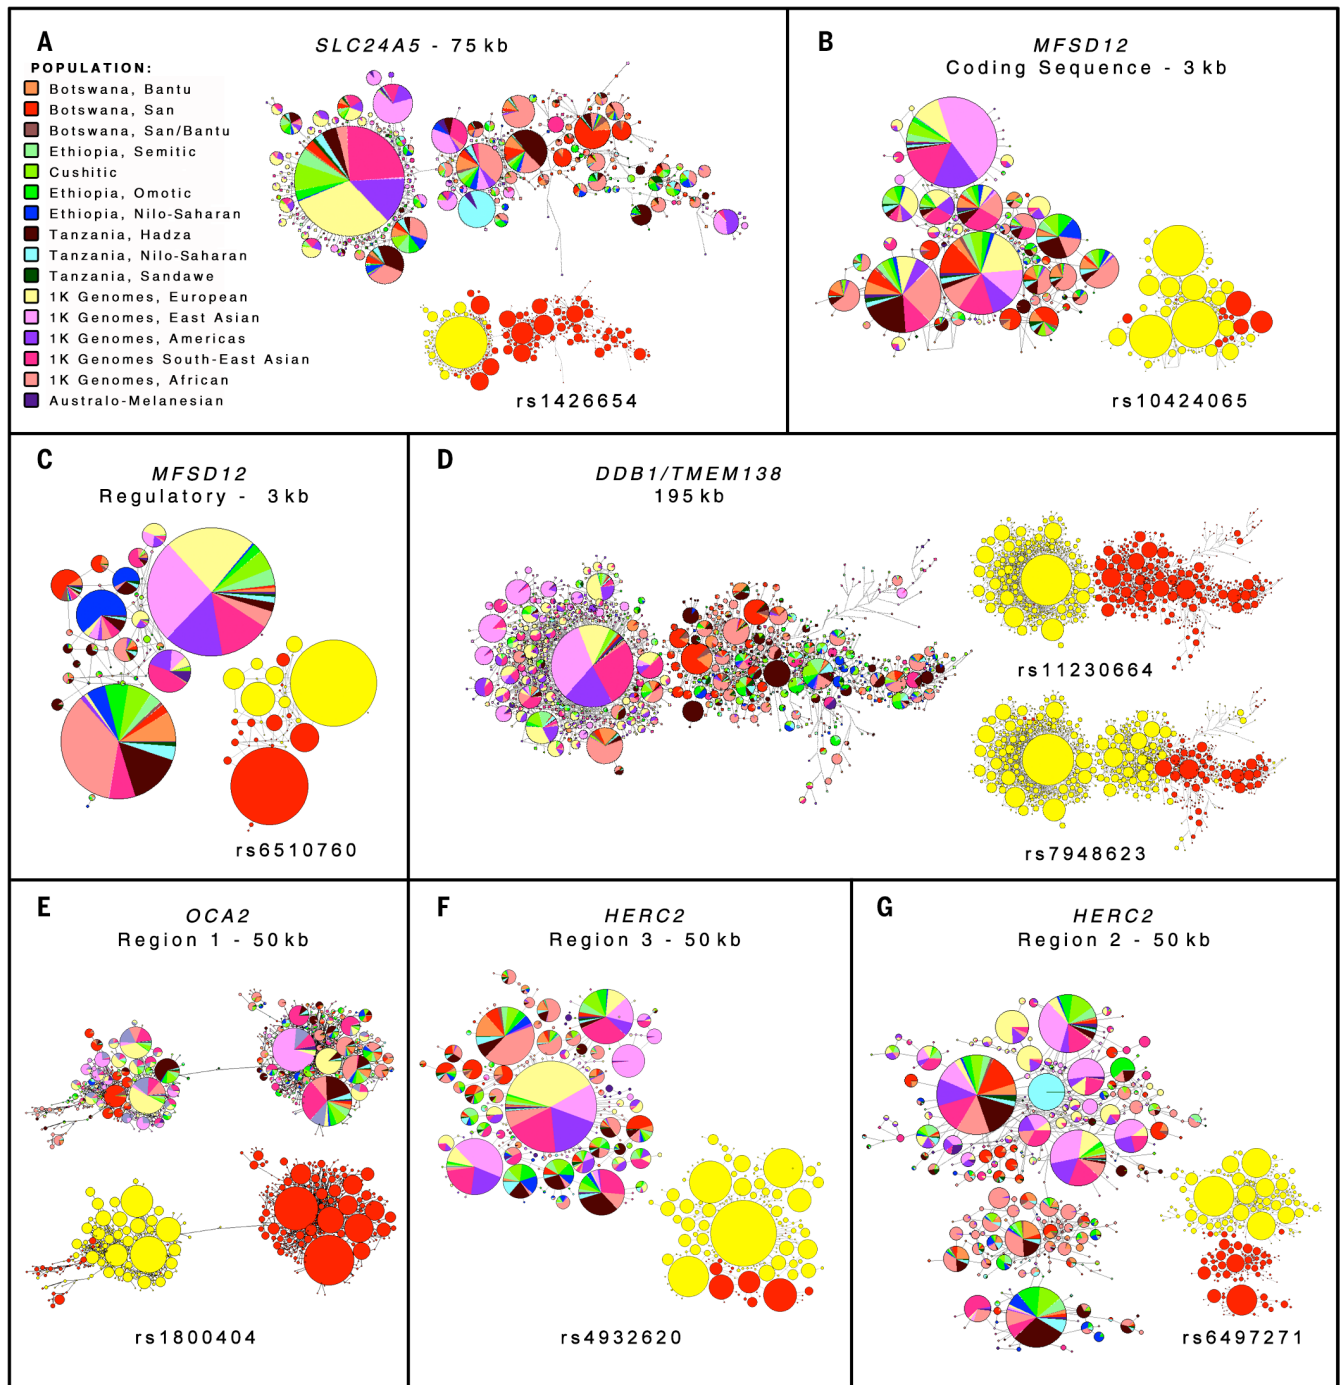 A
SLC24A5 - 75 kb
POPULATION:
Botswana, Bantu
Botswana, San
Botswana, San/Bantu
Ethiopia, Semitic
Cushitic
Ethiopia, Omotic
Ethiopia, Nilo-Saharan
Tanzania, Hadza
Tanzania, Nilo-Saharan
Tanzania, Sandawe
1K Genomes, European
1K Genomes, East Asian
1K Genomes, Americas
1K Genomes South-East Asian
1K Genomes, African
Australo-Melanesian
rs1426654
B
MFSD12
Coding Sequence - 3 kb
rs10424065
C
MFSD12
Regulatory - 3 kb
rs6510760
D
DDB1/TMEM138
195 kb
rs11230664
rs7948623
E
OCA2
Region 1 - 50 kb
rs1800404
F
HERC2
Region 3 - 50 kb
rs4932620
G
HERC2
Region 2 - 50 kb
rs6497271